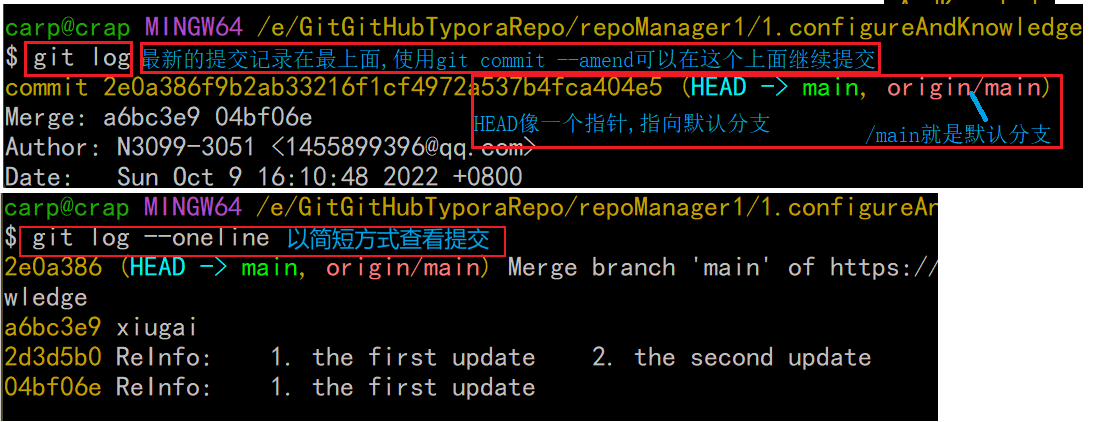 carp@crap MINGW64 /e/GitGitHubTyporaRepo/repoManager1/1.configureAndKnowledge
$ git log 最新的提交记录在最上面,使用git commit --amend可以在这个上面继续提交
commit 2e0a386f9b2ab33216f1cf4972a537b4fca404e5 (HEAD -> main, origin/main)
Merge: a6bc3e9 04bf06e
HEAD像一个指针,指向默认分支
/main就是默认分支
Author: N3099-3051 <1455899396@qq.com>
Date:   Sun Oct 9 16:10:48 2022 +0800
carp@crap MINGW64 /e/GitGitHubTyporaRepo/repoManager1/1.configureAn
$ git log --oneline 以简短方式查看提交
2e0a386 (HEAD -> main, origin/main) Merge branch 'main' of https://
wledge
a6bc3e9 xiugai
2d3d5b0 ReInfo:    1. the first update    2. the second update
04bf06e ReInfo:    1. the first update